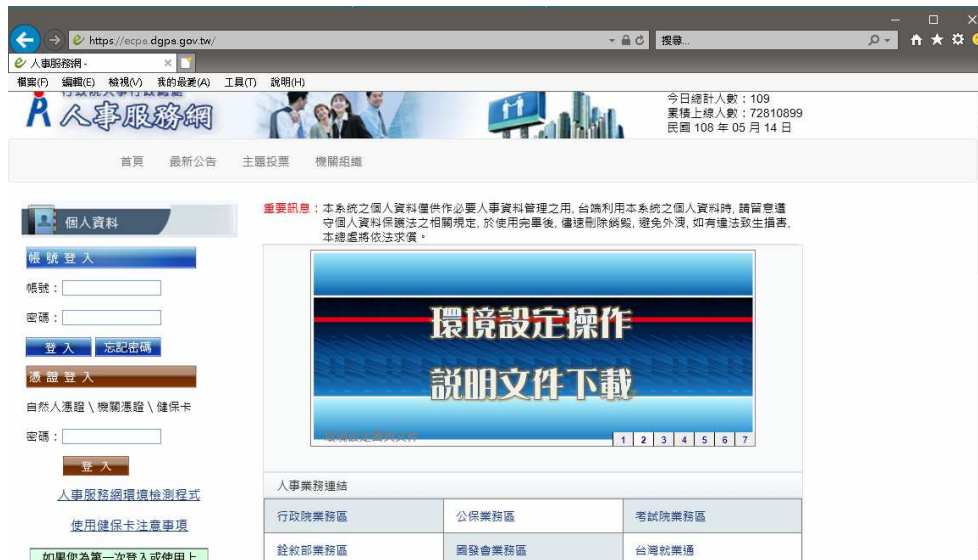 https://ecpa.dgpa.gov.tw/
搜尋...
人事服務網 -
檔案(F) 編輯(E) 檢視(V) 我的最愛(A) 工具(T) 說明(H)
人事服務網
今日總計人數：109
累積上線人數：72810899
民國 108 年 05 月 14 日
首頁 最新公告 主題投票 機關組織
個人資料
重要訊息：本系統之個人資料僅供作必要人事資料管理之用, 台端利用本系統之個人資料時, 請留意遵
守個人資料保護法之相關規定, 於使用完畢後, 儘速刪除銷毀, 避免外洩, 如有違法致生損害,
本總處將依法求償。
帳號登入
帳號：
密碼：
登入 忘記密碼
憑證登入
自然人憑證 \ 機關憑證 \ 健保卡
密碼：
登入
人事服務網環境檢測程式
使用健保卡注意事項
如果您為第一次登入或使用上
環境設定操作
說明文件下載
1 2 3 4 5 6 7
人事業務連結
行政院業務區 公保業務區 考試院業務區
銓敘部業務區 國發會業務區 台灣就業通